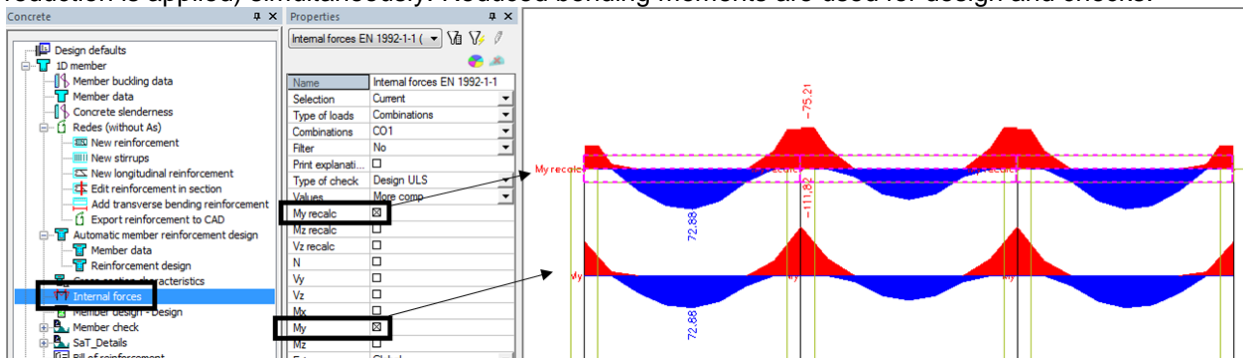 reduction is applied) simultaneously. Reduced bending moments are used for design and checks.
Concrete
Design defaults
1D member
Member buckling data
Member data
Concrete slenderness
Redes (without As)
New reinforcement
New stirrups
New longitudinal reinforcement
Edit reinforcement in section
Add transverse bending reinforcement
Export reinforcement to CAD
Automatic member reinforcement design
Member data
Reinforcement design
Cross-section characteristics
Internal forces
Member design - Design
Member check
SaT_Details
Bill of reinforcement
Properties
Internal forces EN 1992-1-1 (
Name Internal forces EN 1992-1-1
Selection Current
Type of loads Combinations
Combinations CO1
Filter No
Print explanati...
Type of check Design ULS
Values More comp
My recalc
Mz recalc
Vz recalc
N
Vy
Vz
Mx
My
Mz
My recalc
-75.21
72.88
My
-111.82
72.88